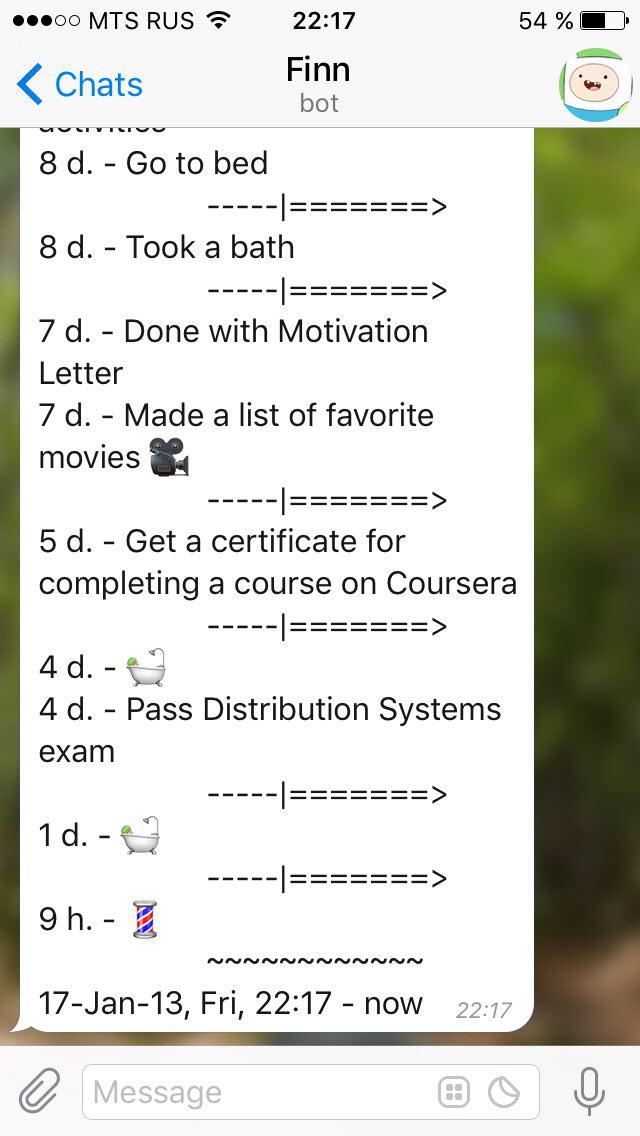 MTS RUS 22:17 54 %
Chats Finn
bot
activities
8 d. - Go to bed
-----|=======>
8 d. - Took a bath
-----|=======>
7 d. - Done with Motivation
Letter
7 d. - Made a list of favorite
movies 🎥
-----|=======>
5 d. - Get a certificate for
completing a course on Coursera
-----|=======>
4 d. - 🛀
4 d. - Pass Distribution Systems
exam
-----|=======>
1 d. - 🛀
-----|=======>
9 h. - 💈
~~~~~~~~~~~~
17-Jan-13, Fri, 22:17 - now 22:17
Message